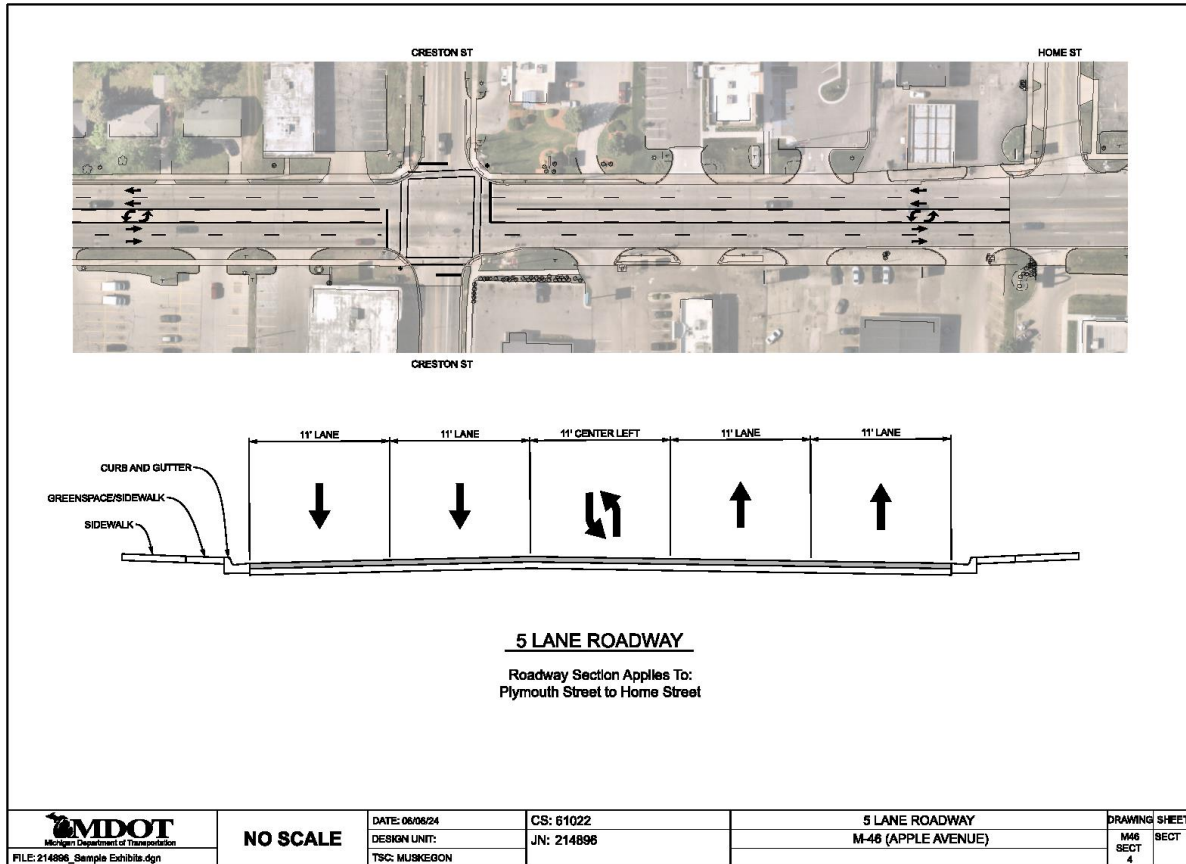 CRESTON ST
HOME ST
CRESTON ST
11' LANE
11' LANE
11' CENTER LEFT
11' LANE
11' LANE
CURB AND GUTTER
GREENSPACE/SIDEWALK
SIDEWALK
5 LANE ROADWAY
Roadway Section Applies To:
Plymouth Street to Home Street
MDOT
Michigan Department of Transportation
FILE: 214896_Sample Exhibits.dgn
NO SCALE
DATE: 06/06/24
DESIGN UNIT:
TSC: MUSKEGON
CS: 61022
JN: 214896
5 LANE ROADWAY
M-46 (APPLE AVENUE)
DRAWING
M46
SECT
4
SHEET
SECT